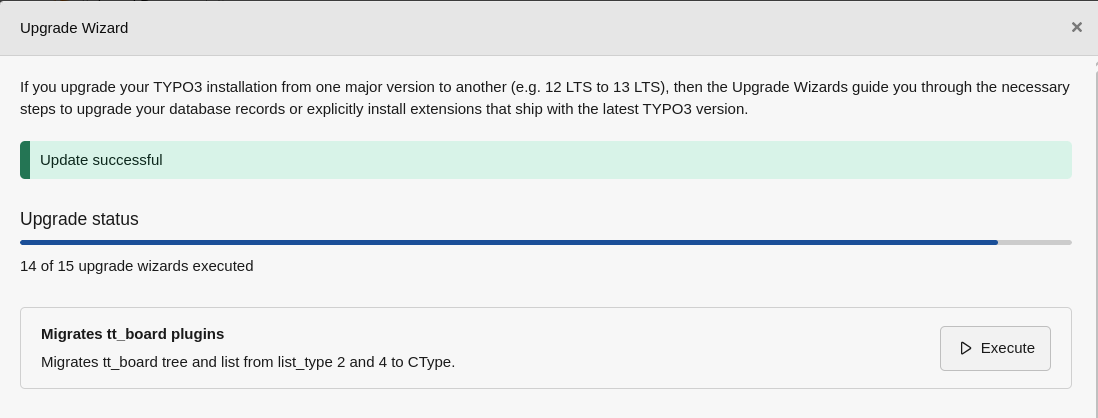 Upgrade Wizard
If you upgrade your TYPO3 installation from one major version to another (e.g. 12 LTS to 13 LTS), then the Upgrade Wizards guide you through the necessary
steps to upgrade your database records or explicitly install extensions that ship with the latest TYPO3 version.
Update successful
Upgrade status
14 of 15 upgrade wizards executed
Migrates tt_board plugins
Migrates tt_board tree and list from list_type 2 and 4 to CType.
Execute